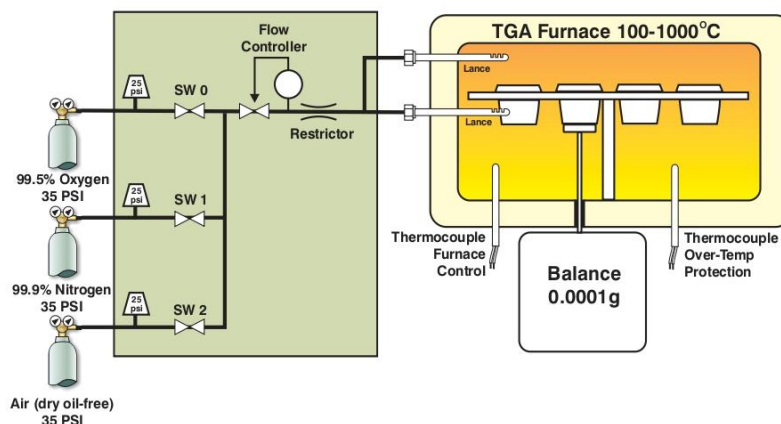 Flow
Controller
TGA Furnace 100-1000°C
25
psi
SW 0
Lance
Restrictor
Lance
99.5% Oxygen
35 PSI
25
psi
SW 1
99.9% Nitrogen
35 PSI
25
psi
SW 2
Air (dry oil-free)
35 PSI
Thermocouple
Furnace
Control
Balance
0.0001g
Thermocouple
Over-Temp
Protection